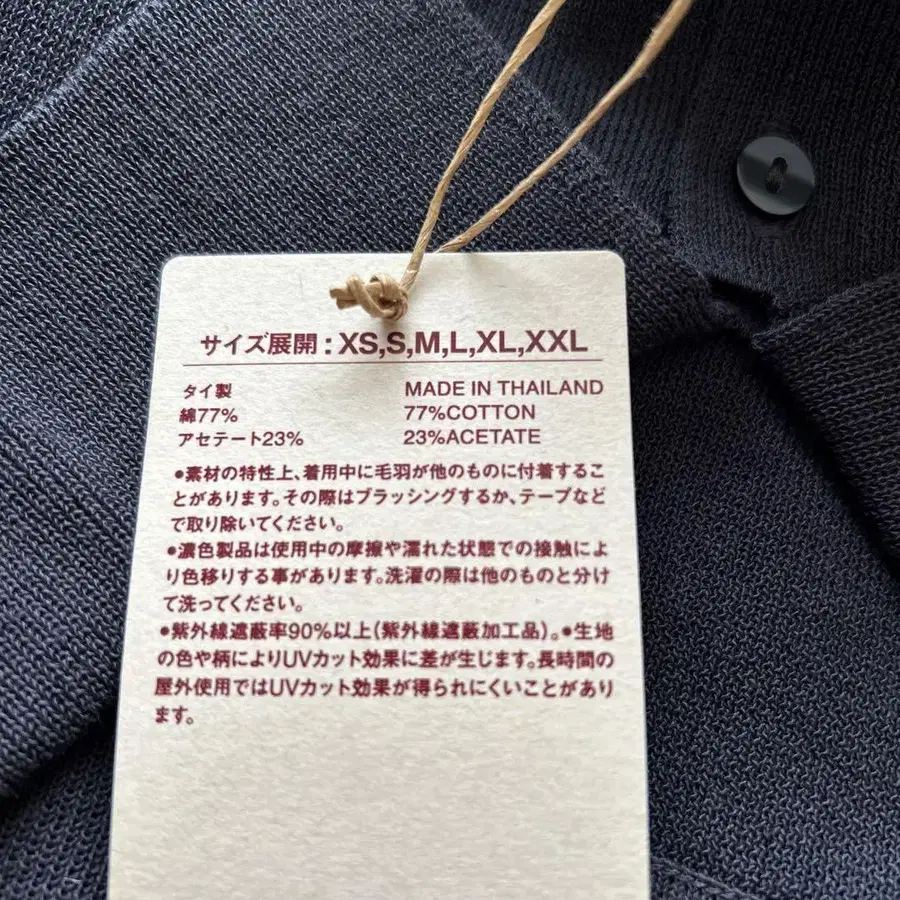 サイズ展開:XS,S,M,L,XL,XXL
タイ製 MADE IN THAILAND
綿77% 77%COTTON
アセテート23% 23%ACETATE
●素材の特性上、着用中に毛羽が他のものに付着するこ
とがあります。その際はブラッシングするか、テープなど
で取り除いてください。
●濃色製品は使用中の摩擦や濡れた状態での接触によ
り色移りする事があります。洗濯の際は他のものと分け
て洗ってください。
●紫外線遮蔽率90%以上(紫外線遮蔽加工品)。●生地
の色や柄によりUVカット効果に差が生じます。長時間の
屋外使用ではUVカット効果が得られにくいことがあり
ます。